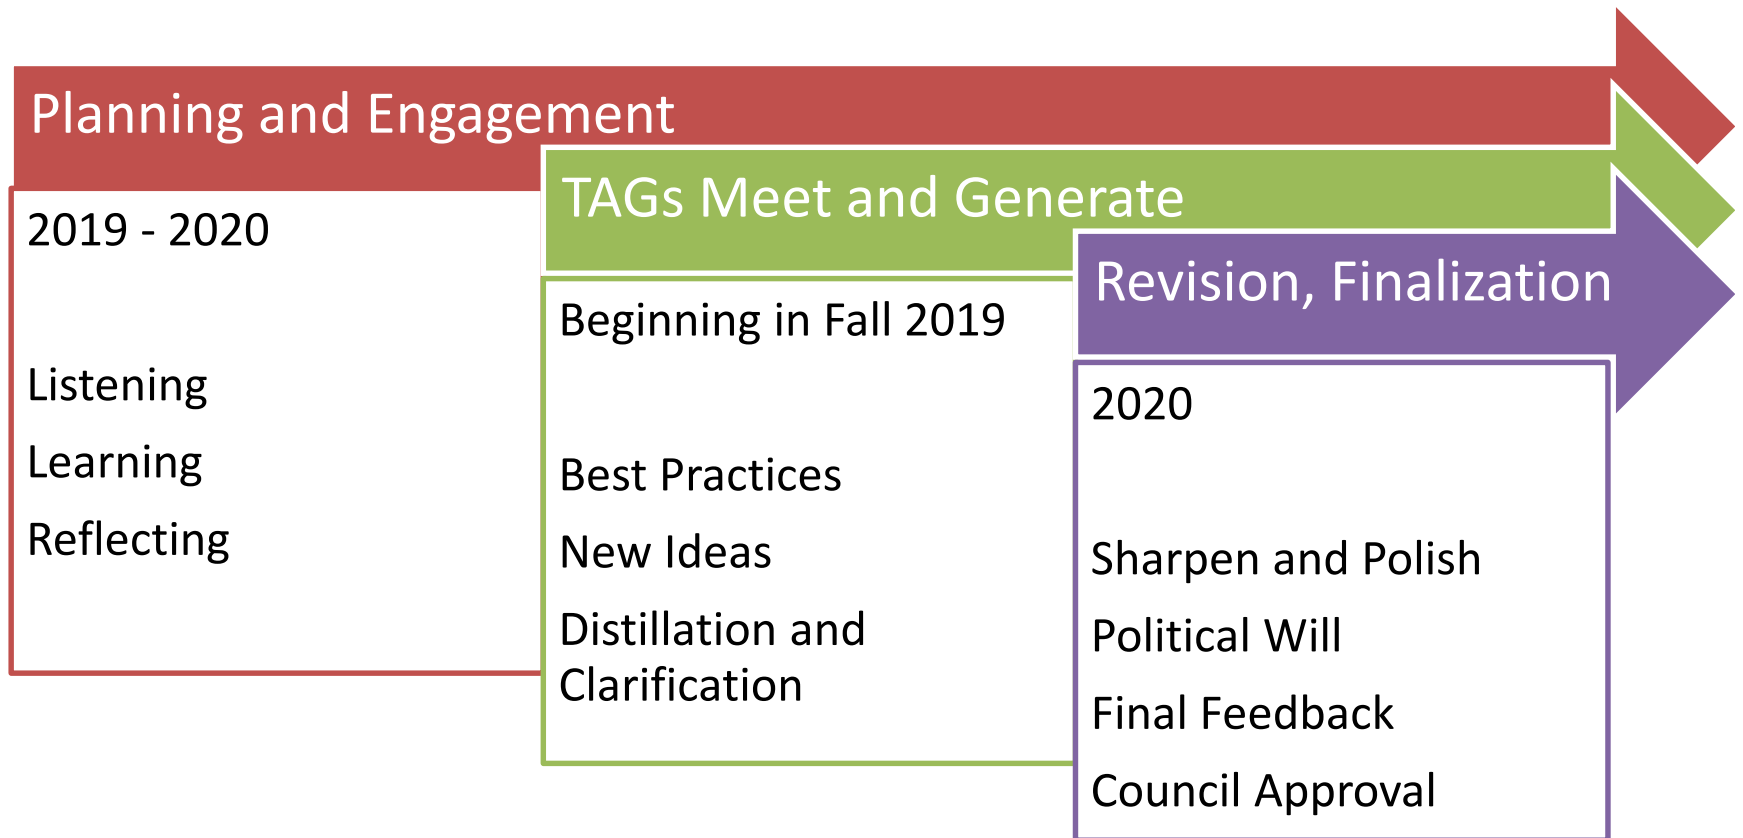 Planning and Engagement
2019 - 2020
Listening
Learning
Reflecting
TAGs Meet and Generate
Beginning in Fall 2019
Best Practices
New Ideas
Distillation and
Clarification
Revision, Finalization
2020
Sharpen and Polish
Political Will
Final Feedback
Council Approval